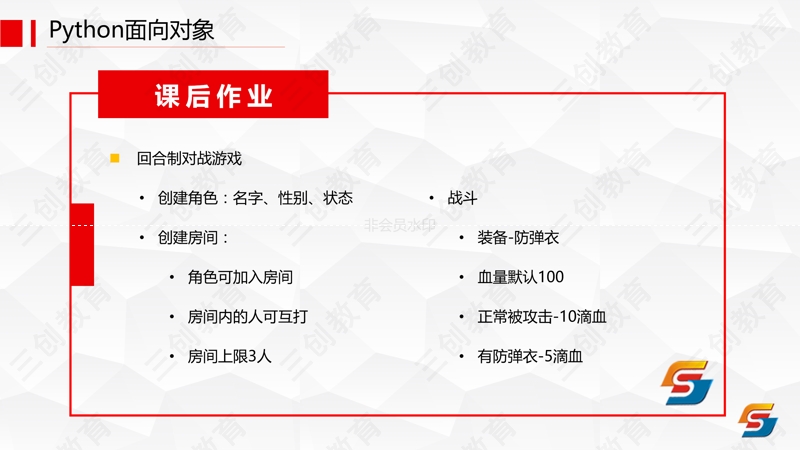 Python面向对象
课后作业
回合制对战游戏
创建角色：名字、性别、状态
创建房间：
角色可加入房间
房间内的人可互打
房间上限3人
战斗
装备-防弹衣
血量默认100
正常被攻击-10滴血
有防弹衣-5滴血
非会员水印
三创教育